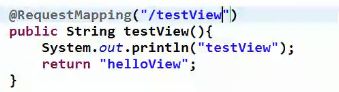 @RequestMapping("/testView")
public String testView(){
    System.out.println("testView");
    return "helloView";
}